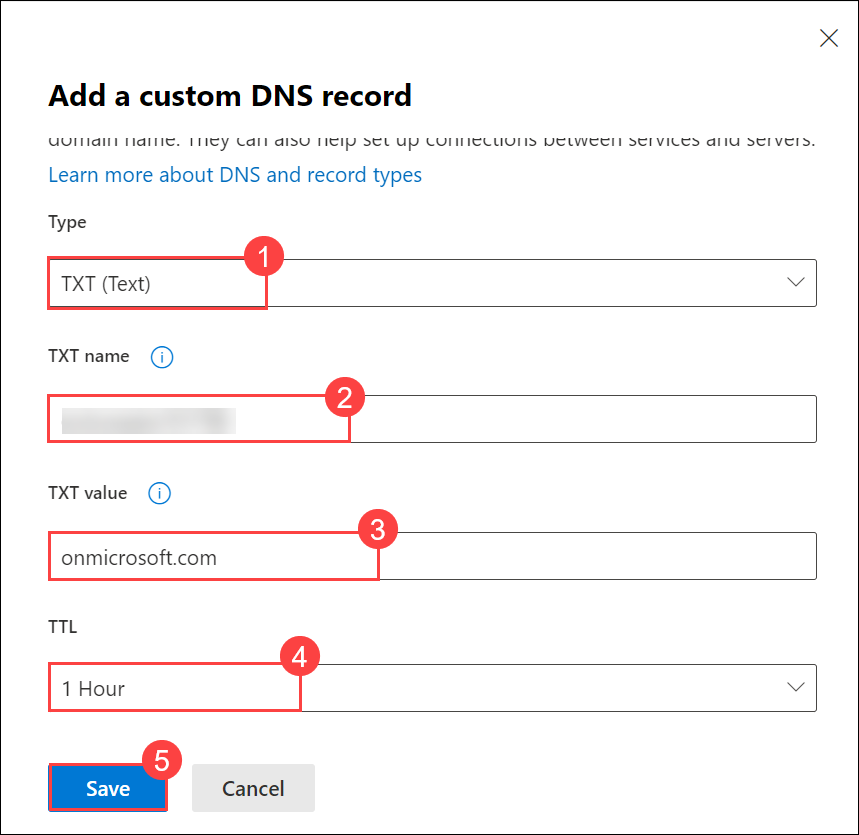 Add a custom DNS record
domain name. They can also help set up connections between services and servers.
Learn more about DNS and record types
Type
1
TXT (Text)
TXT name
2
TXT value
3
onmicrosoft.com
TTL
4
1 Hour
5
Save
Cancel